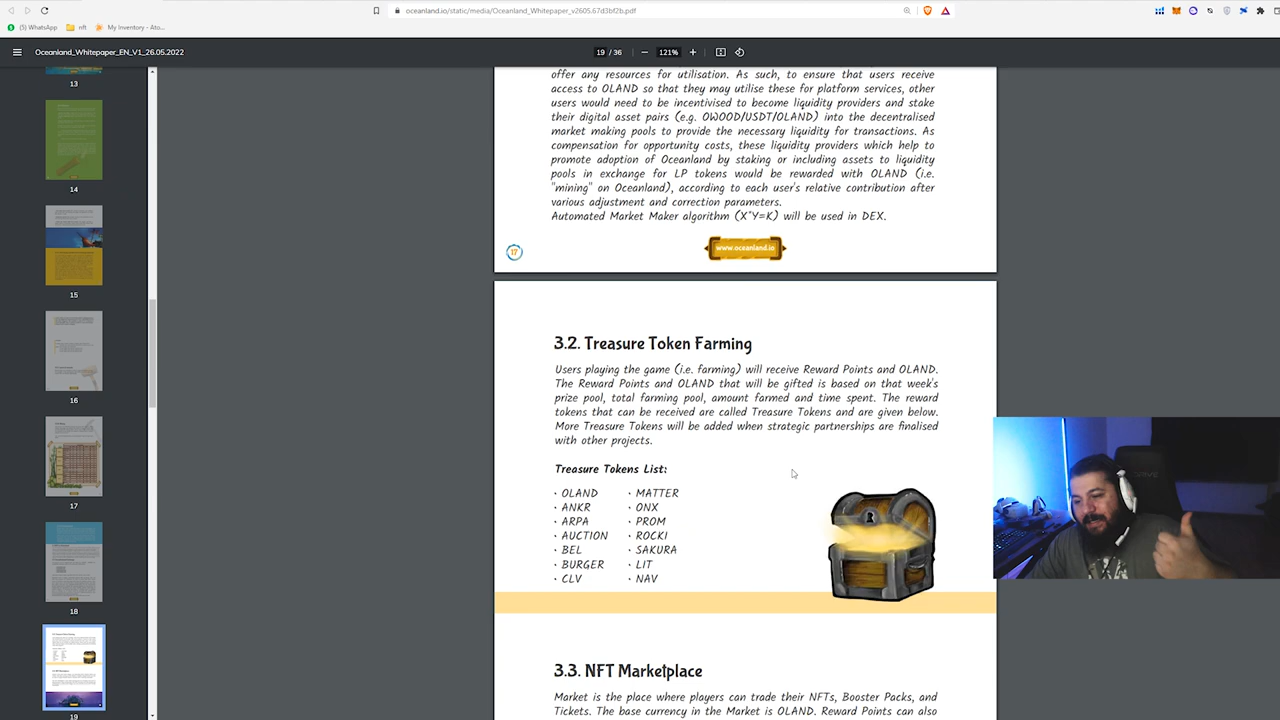 oceanland.io/static/media/Oceanland_Whitepaper_v2605.67d3bf2b.pdf
(5) WhatsApp
nft
My Inventory - Ato...
Oceanland_Whitepaper_EN_V1_26.05.2022
19 / 36
121%
13
14
15
16
17
18
19
offer any resources for utilisation. As such, to ensure that users receive
access to OLAND so that they may utilise these for platform services, other
users would need to be incentivised to become liquidity providers and stake
their digital asset pairs (e.g. OWOOD/USDT/OLAND) into the decentralised
market making pools to provide the necessary liquidity for transactions. As
compensation for opportunity costs, these liquidity providers which help to
promote adoption of Oceanland by staking or including assets to liquidity
pools in exchange for LP tokens would be rewarded with OLAND (i.e.
"mining" on Oceanland), according to each user's relative contribution after
various adjustment and correction parameters.
Automated Market Maker algorithm (X*Y=K) will be used in DEX.
17
www.oceanland.io
3.2. Treasure Token Farming
Users playing the game (i.e. farming) will receive Reward Points and OLAND.
The Reward Points and OLAND that will be gifted is based on that week's
prize pool, total farming pool, amount farmed and time spent. The reward
tokens that can be received are called Treasure Tokens and are given below.
More Treasure Tokens will be added when strategic partnerships are finalised
with other projects.
Treasure Tokens List:
• OLAND
• ANKR
• ARPA
• AUCTION
• BEL
• BURGER
• CLV
• MATTER
• ONX
• PROM
• ROCKI
• SAKURA
• LIT
• NAV
3.3. NFT Marketplace
Market is the place where players can trade their NFTs, Booster Packs, and
Tickets. The base currency in the Market is OLAND. Reward Points can also